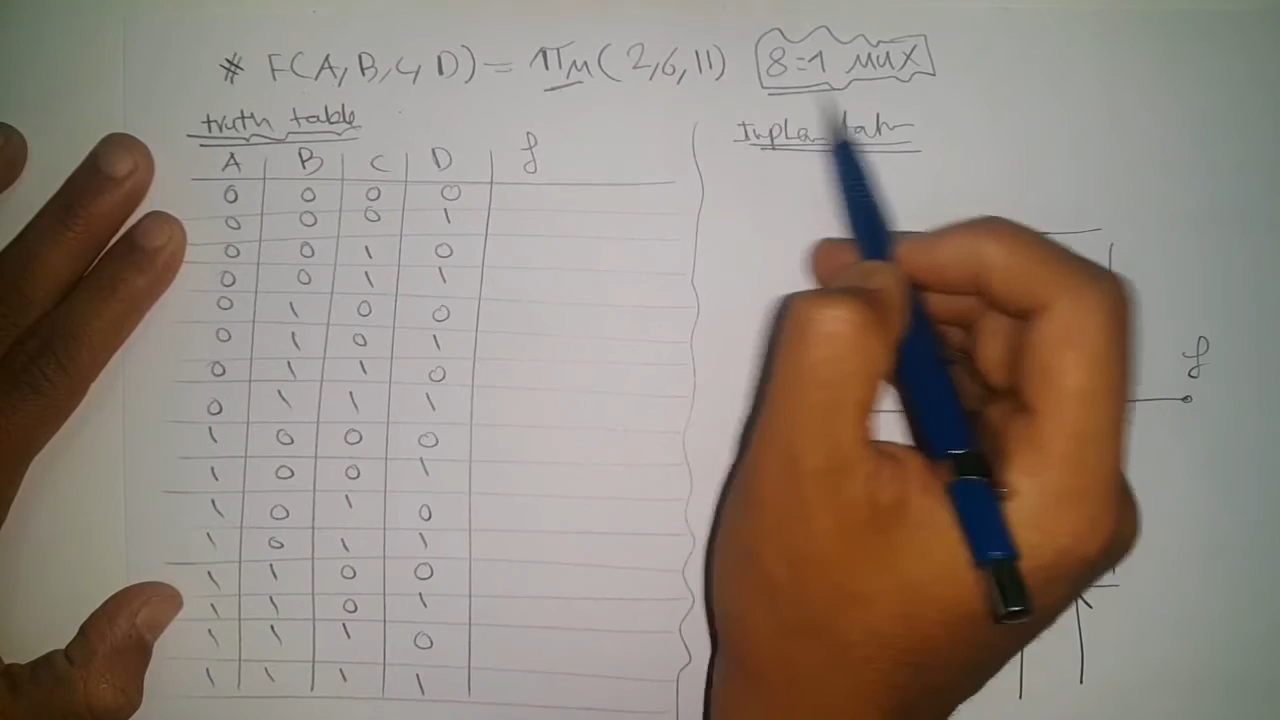 # F(A,B,C,D) = πM(2,6,11) 8=1 MUX
truth table
A B C D f
0 0 0 0
0 0 0 1
0 0 1 0
0 0 1 1
0 1 0 0
0 1 0 1
0 1 1 0
0 1 1 1
1 0 0 0
1 0 0 1
1 0 1 0
1 0 1 1
1 1 0 0
1 1 0 1
1 1 1 0
1 1 1 1
f